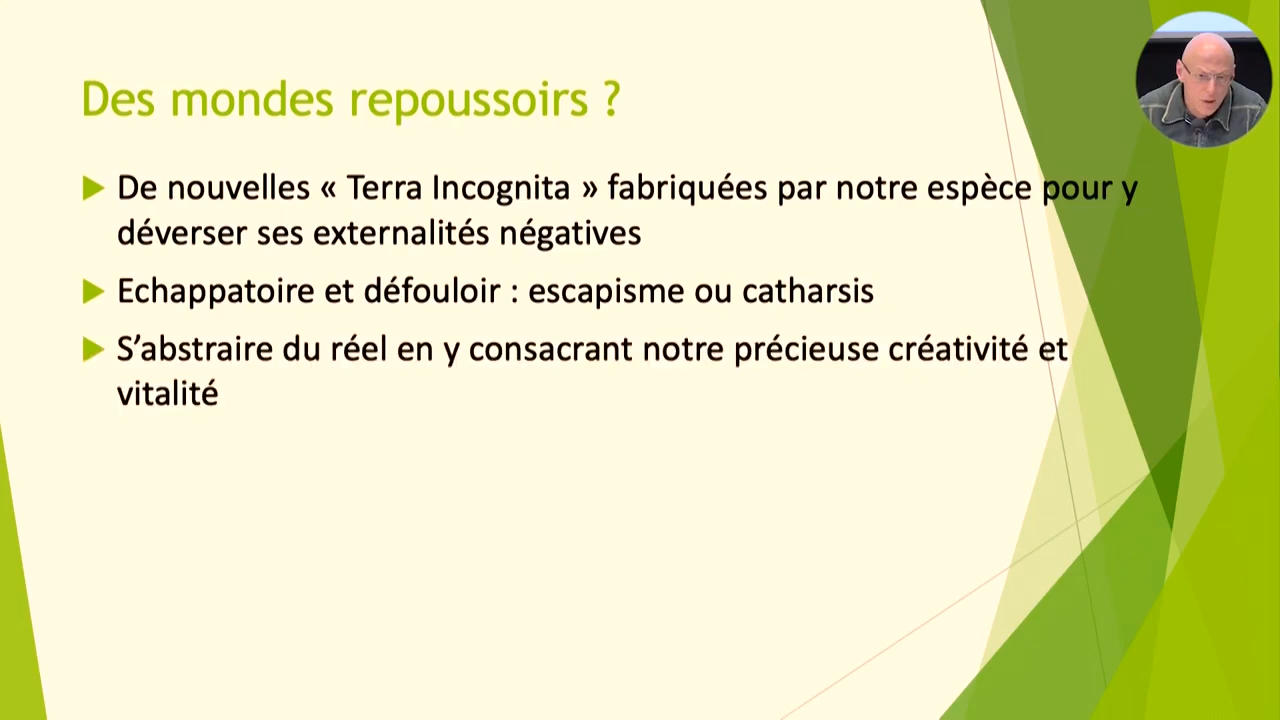 Des mondes repoussoirs ?
De nouvelles « Terra Incognita » fabriquées par notre espèce pour y
déverser ses externalités négatives
Echappatoire et défouloir : escapisme ou catharsis
S’abstraire du réel en y consacrant notre précieuse créativité et
vitalité